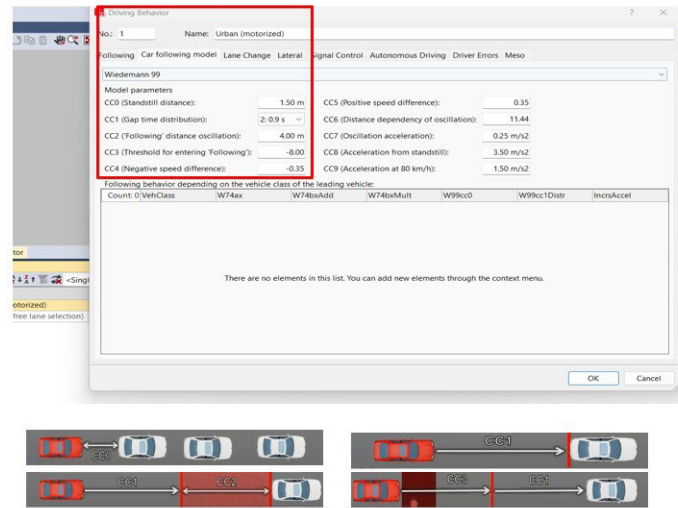 Driving Behavior
No.: 1 Name: Urban (motorized)
Following Car following model Lane Change Lateral Signal Control Autonomous Driving Driver Errors Meso
Wiedemann 99
Model parameters
CC0 (Standstill distance): 1.50 m CC5 (Positive speed difference): 0.35
CC1 (Gap time distribution): 2: 0.9 s CC6 (Distance dependency of oscillation): 11.44
CC2 ('Following' distance oscillation): 4.00 m CC7 (Oscillation acceleration): 0.25 m/s2
CC3 (Threshold for entering 'Following'): -8.00 CC8 (Acceleration from standstill): 3.50 m/s2
CC4 (Negative speed difference): -0.35 CC9 (Acceleration at 80 km/h): 1.50 m/s2
Following behavior depending on the vehicle class of the leading vehicle:
Count: 0 VehClass W74ax W74bxAdd W74bxMult W99cc0 W99cc1Distr IncrsAccel
tor
<Singl
There are no elements in this list. You can add new elements through the context menu.
otorized)
free lane selection)
OK Cancel
CC0 CC1
CC1 CC2 CC3 CC1